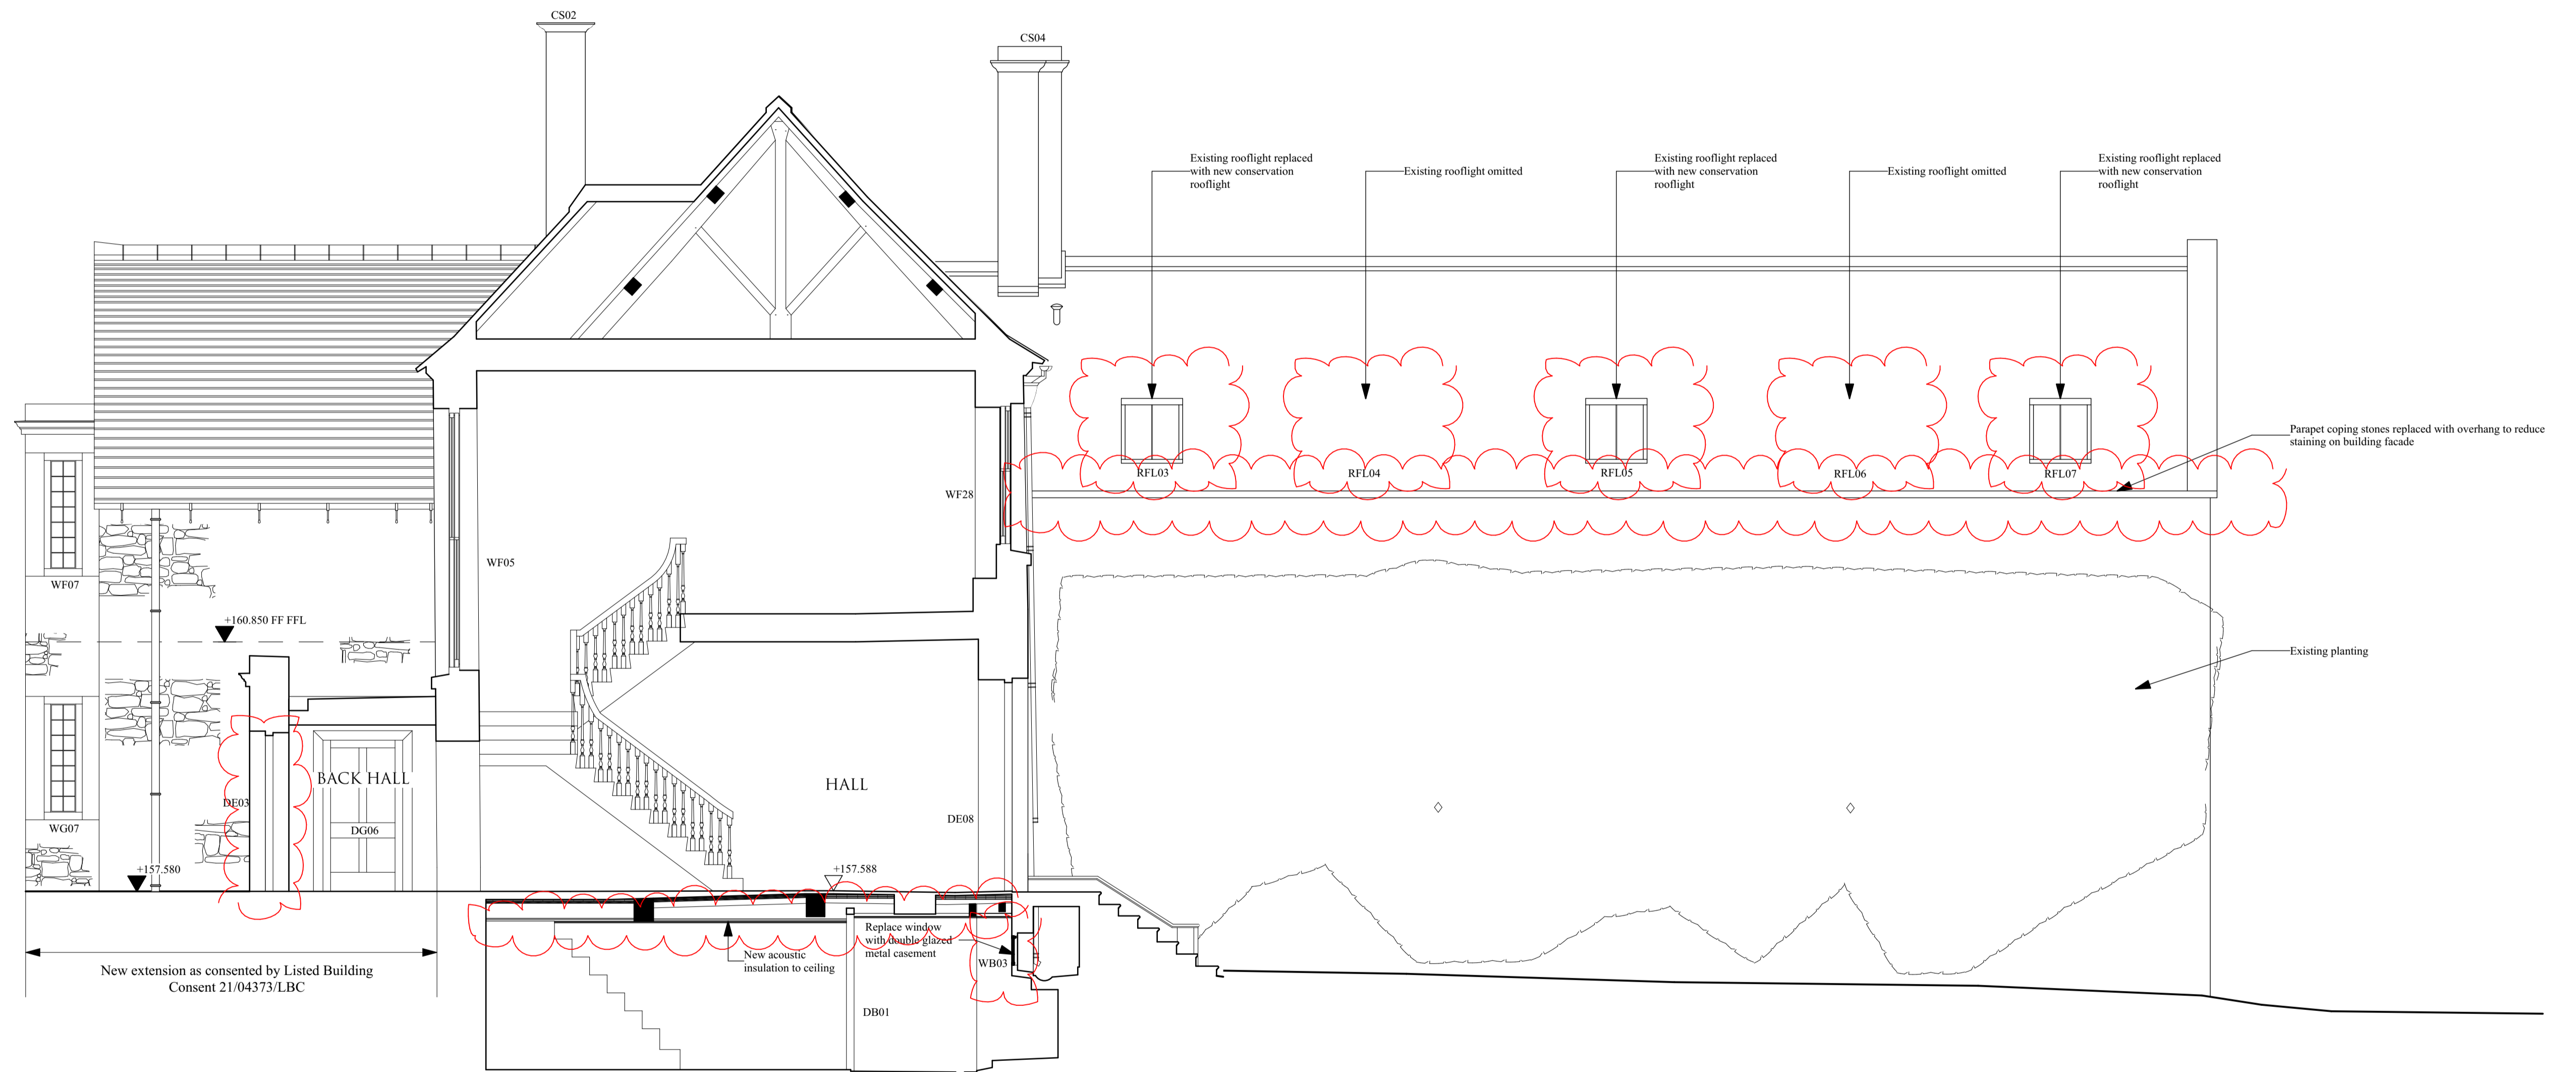 CS02
CS04
Existing rooflight replaced
with new conservation
rooflight
Existing rooflight omitted
Existing rooflight replaced
with new conservation
rooflight
Existing rooflight omitted
Existing rooflight replaced
with new conservation
rooflight
Parapet coping stones replaced with overhang to reduce
staining on building facade
RFL03
RFL04
RFL05
RFL06
RFL07
WF28
WF05
WF07
+160.850 FF FFL
Existing planting
BACK HALL
HALL
DE03
DE08
WG07
DG06
+157.580
+157.588
Replace window
with double glazed
metal casement
New acoustic
insulation to ceiling
WB03
New extension as consented by Listed Building
Consent 21/04373/LBC
DB01